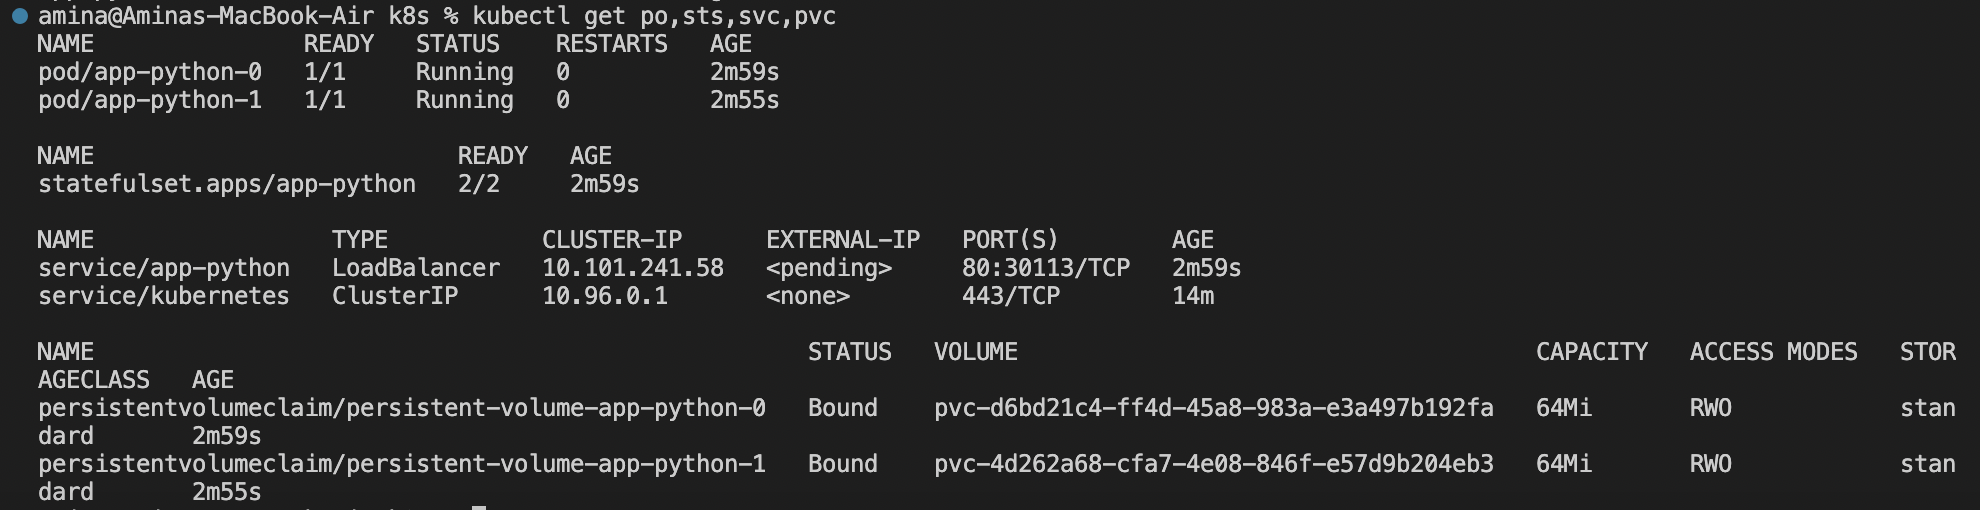 amina@Aminas-MacBook-Air k8s % kubectl get po,sts,svc,pvc
NAME               READY   STATUS    RESTARTS   AGE
pod/app-python-0   1/1     Running   0          2m59s
pod/app-python-1   1/1     Running   0          2m55s
NAME                          READY   AGE
statefulset.apps/app-python   2/2     2m59s
NAME                 TYPE           CLUSTER-IP      EXTERNAL-IP   PORT(S)        AGE
service/app-python   LoadBalancer   10.101.241.58   <pending>     80:30113/TCP   2m59s
service/kubernetes   ClusterIP      10.96.0.1       <none>        443/TCP        14m
NAME                                                   STATUS   VOLUME                                     CAPACITY   ACCESS MODES   STOR
AGECLASS   AGE
persistentvolumeclaim/persistent-volume-app-python-0   Bound    pvc-d6bd21c4-ff4d-45a8-983a-e3a497b192fa   64Mi       RWO            stan
dard       2m59s
persistentvolumeclaim/persistent-volume-app-python-1   Bound    pvc-4d262a68-cfa7-4e08-846f-e57d9b204eb3   64Mi       RWO            stan
dard       2m55s